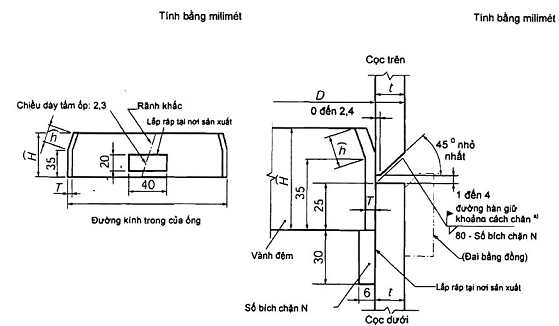 Tính bằng milimét
Tính bằng milimét
Chiều dày tấm ốp: 2,3
Rãnh khắc
Lắp ráp tại nơi sản xuất
h
H
35
T
20
40
Đường kính trong của ống
Cọc trên
t
D
0 đến 2,4
h
H
35
T
25
30
6
t
45 ° nhỏ
nhất
1 đến 4
đường hàn giữ
khoảng cách chân a)
80 - Số bích chặn N
(Đai bằng đồng)
Vành đệm
Lắp ráp tại nơi sản xuất
Số bích chặn N
Cọc dưới